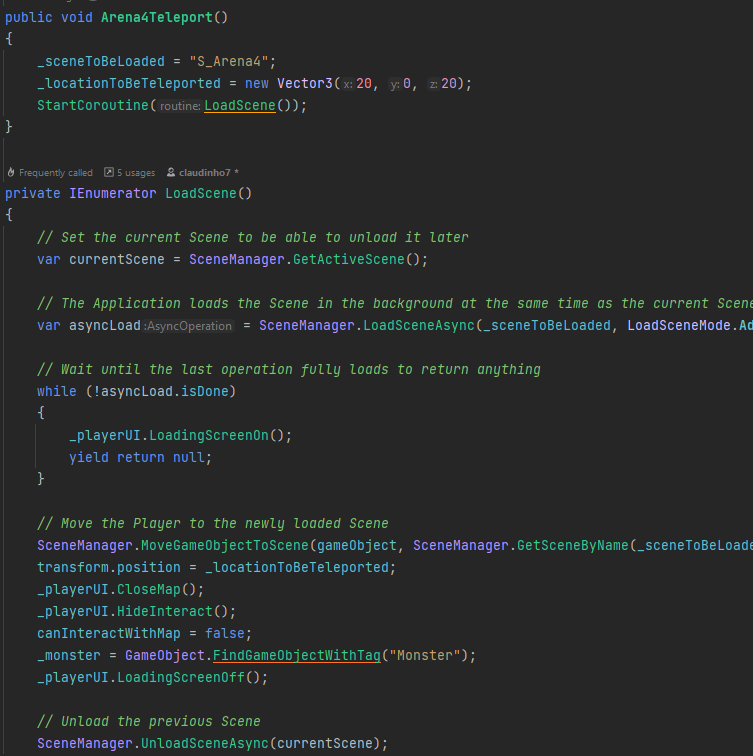 public void Arena4Teleport()
{
_sceneToBeLoaded = "S_Arena4";
_locationToBeTeleported = new Vector3(x:20, y:0, z:20);
StartCoroutine(routine:LoadScene());
}
Frequently called 5 usages claudinho7 *
private IEnumerator LoadScene()
{
// Set the current Scene to be able to unload it later
var currentScene = SceneManager.GetActiveScene();
// The Application loads the Scene in the background at the same time as the current Scene
var asyncLoad:AsyncOperation = SceneManager.LoadSceneAsync(_sceneToBeLoaded, LoadSceneMode.Ad
// Wait until the last operation fully loads to return anything
while (!asyncLoad.isDone)
{
_playerUI.LoadingScreenOn();
yield return null;
}
// Move the Player to the newly loaded Scene
SceneManager.MoveGameObjectToScene(gameObject, SceneManager.GetSceneByName(_sceneToBeLoade
transform.position = _locationToBeTeleported;
_playerUI.CloseMap();
_playerUI.HideInteract();
canInteractWithMap = false;
_monster = GameObject.FindGameObjectWithTag("Monster");
_playerUI.LoadingScreenOff();
// Unload the previous Scene
SceneManager.UnloadSceneAsync(currentScene);